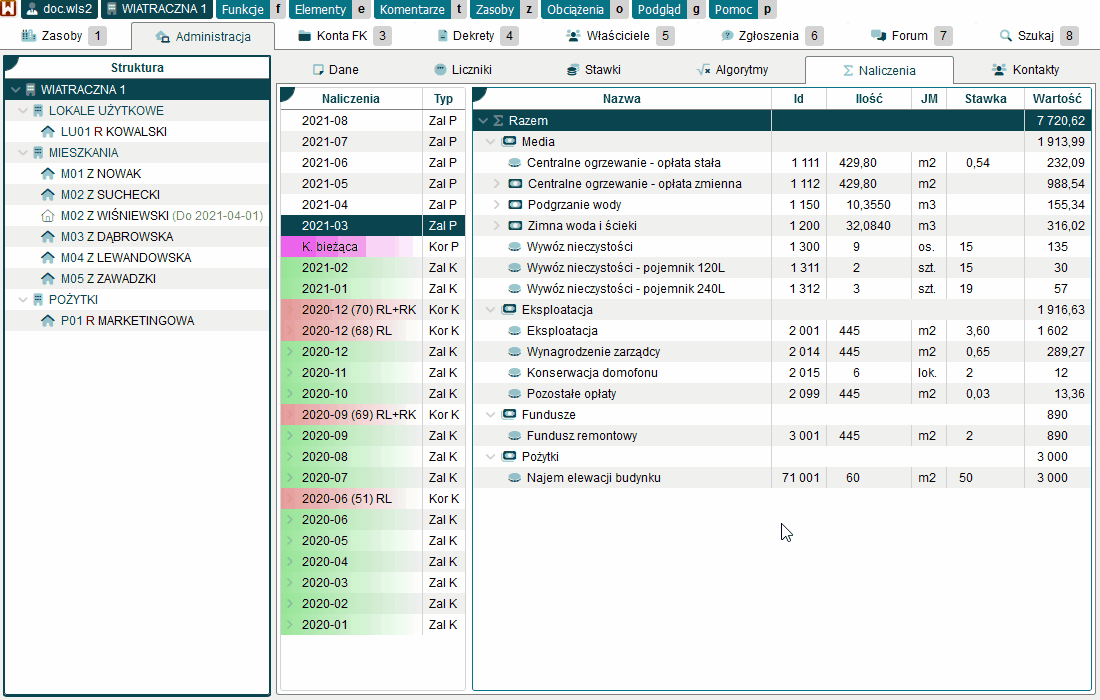 doc.wls2 WIATRACZNA 1 Funkcje f Elementy e Komentarze t Zasoby z Obciążenia o Podgląd g Pomoc p
Zasoby 1 Administracja Konta FK 3 Dekrety 4 Właściciele 5 Zgłoszenia 6 Forum 7 Szukaj 8
Struktura
WIATRACZNA 1
LOKALE UŻYTKOWE
LU01 R KOWALSKI
MIESZKANIA
M01 Z NOWAK
M02 Z SUCHECKI
M02 Z WIŚNIEWSKI (Do 2021-04-01)
M03 Z DĄBROWSKA
M04 Z LEWANDOWSKA
M05 Z ZAWADZKI
POŻYTKI
P01 R MARKETINGOWA
Dane Liczniki Stawki Algorytmy Σ Naliczenia Kontakty
Naliczenia Typ
2021-08 Zal P
2021-07 Zal P
2021-06 Zal P
2021-05 Zal P
2021-04 Zal P
2021-03 Zal P
K. bieżąca Kor P
2021-02 Zal K
2021-01 Zal K
2020-12 (70) RL+RK Kor K
2020-12 (68) RL Kor K
2020-12 Zal K
2020-11 Zal K
2020-10 Zal K
2020-09 (69) RL+RK Kor K
2020-09 Zal K
2020-08 Zal K
2020-07 Zal K
2020-06 (51) RL Kor K
2020-06 Zal K
2020-05 Zal K
2020-04 Zal K
2020-03 Zal K
2020-02 Zal K
2020-01 Zal K
Nazwa Id Ilość JM Stawka Wartość
Σ Razem 7 720,62
Media 1 913,99
Centralne ogrzewanie - opłata stała 1 111 429,80 m2 0,54 232,09
Centralne ogrzewanie - opłata zmienna 1 112 429,80 m2 988,54
Podgrzanie wody 1 150 10,3550 m3 155,34
Zimna woda i ścieki 1 200 32,0840 m3 316,02
Wywóz nieczystości 1 300 9 os. 15 135
Wywóz nieczystości - pojemnik 120L 1 311 2 szt. 15 30
Wywóz nieczystości - pojemnik 240L 1 312 3 szt. 19 57
Eksploatacja 1 916,63
Eksploatacja 2 001 445 m2 3,60 1 602
Wynagrodzenie zarządcy 2 014 445 m2 0,65 289,27
Konserwacja domofonu 2 015 6 lok. 2 12
Pozostałe opłaty 2 099 445 m2 0,03 13,36
Fundusze 890
Fundusz remontowy 3 001 445 m2 2 890
Pożytki 3 000
Najem elewacji budynku 71 001 60 m2 50 3 000